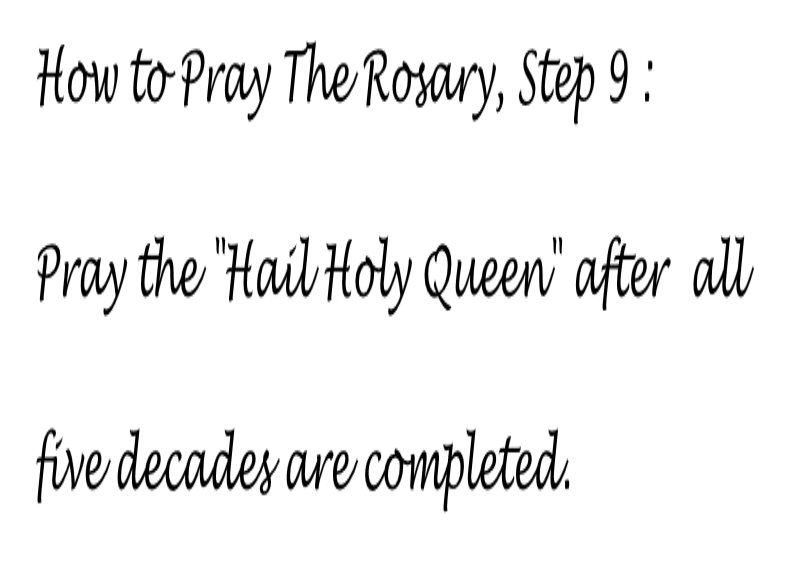 How to Pray The Rosary, Step 9 :
Pray the "Hail Holy Queen" after all
five decades are completed.